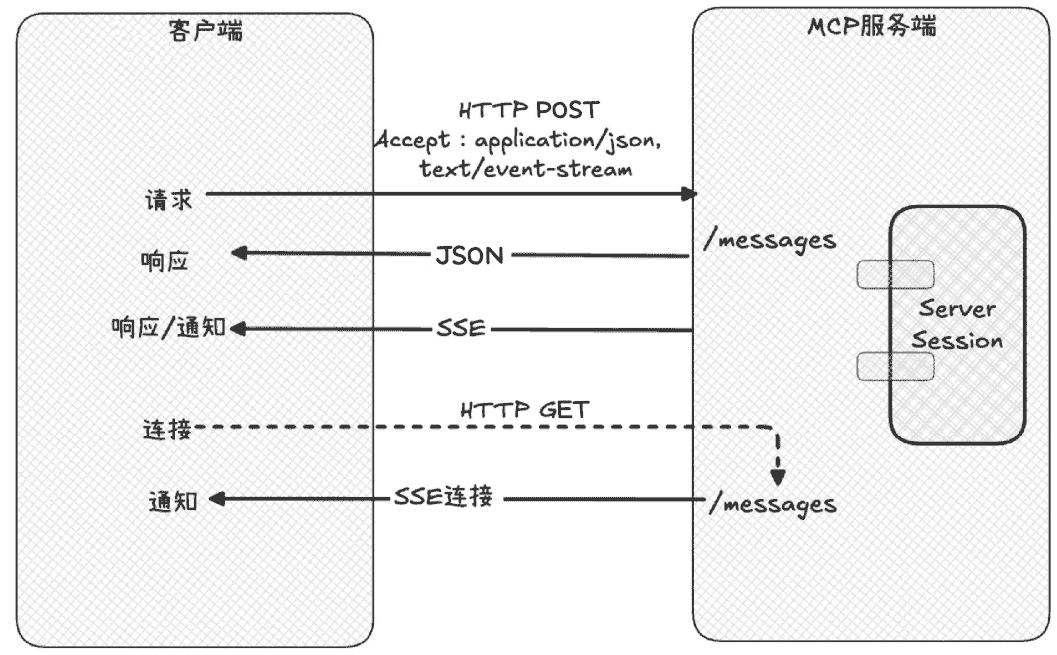 客户端
MCP服务端
HTTP POST
Accept：application/json,
text/event-stream
请求
/messages
响应
JSON
Server
Session
响应/通知
SSE
HTTP GET
连接
通知
SSE连接
/messages